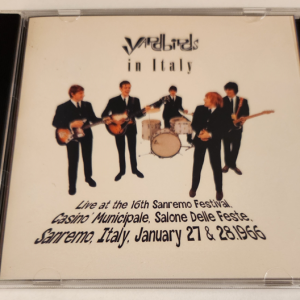 Yardbirds
in Italy
Live at the 16th Sanremo Festival,
Casino' Municipale, Salone Delle Feste,
Sanremo, Italy, January 27 & 28,1966